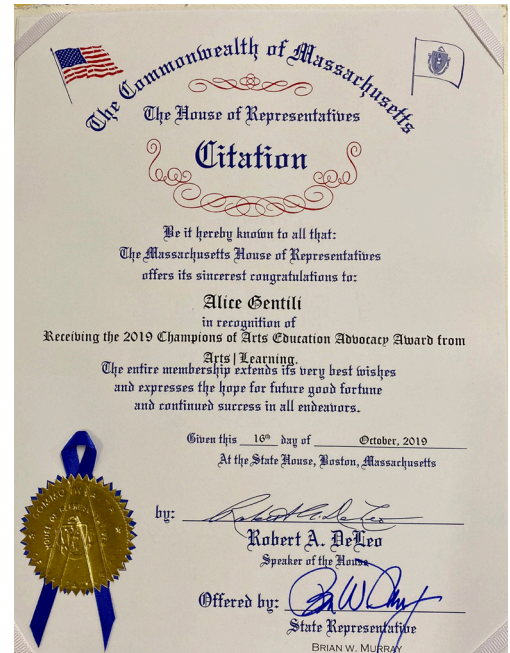 The Commonwealth of Massachusetts
The House of Representatives
Citation
Be it hereby known to all that:
The Massachusetts House of Representatives
offers its sincerest congratulations to:
Alice Gentili
in recognition of
Receiving the 2019 Champions of Arts Education Advocacy Award from
Arts|Learning.
The entire membership extends its very best wishes
and expresses the hope for future good fortune
and continued success in all endeavors.
Given this 16th day of October, 2019
At the State House, Boston, Massachusetts
by: Robert A. DeLeo
Robert A. DeLeo
Speaker of the House
Offered by:
State Representative
BRIAN W. MURRAY